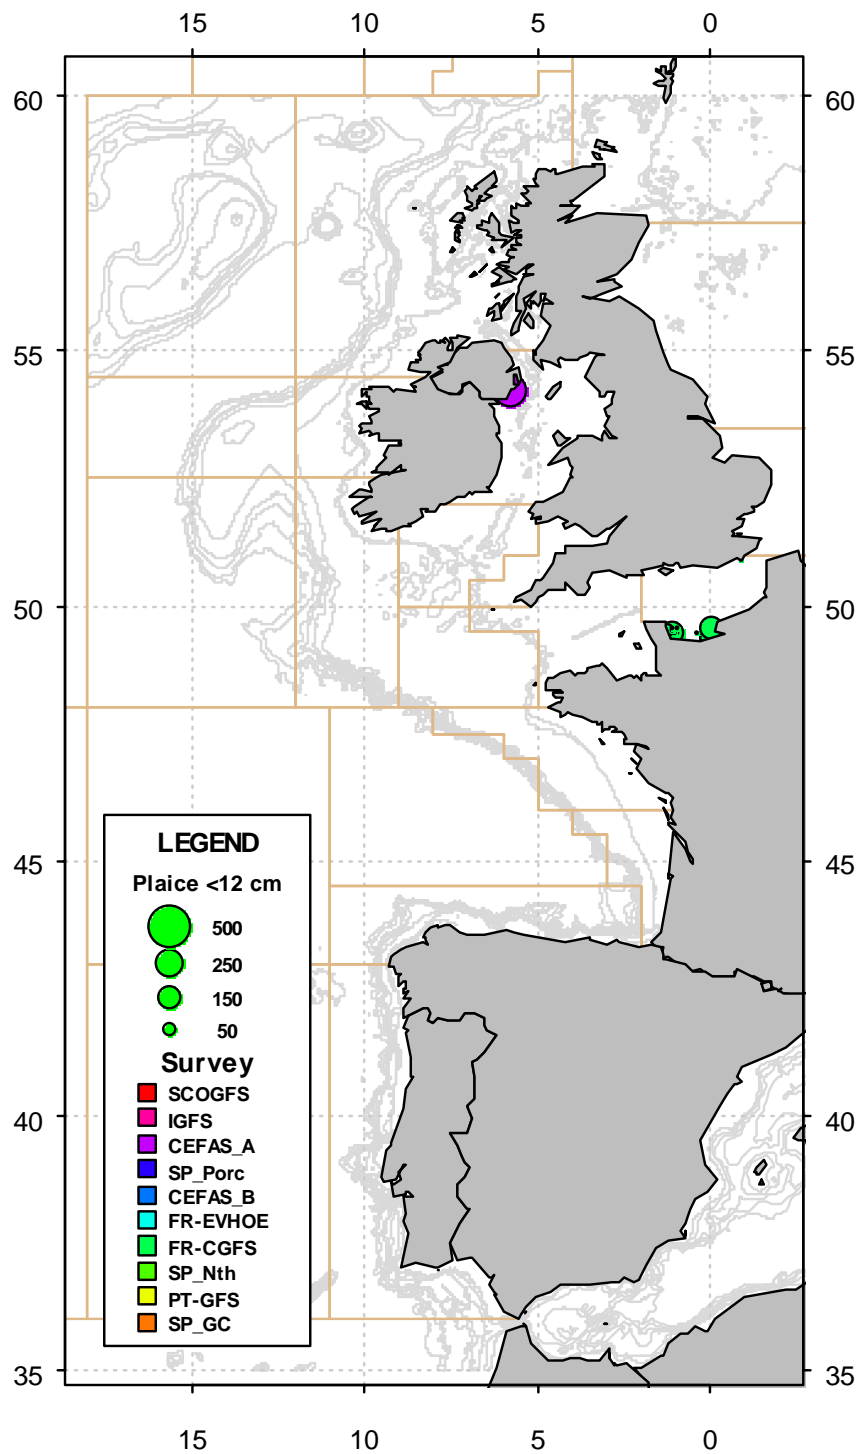 15 10 5 0
60 60
55 55
50 50
45 45
LEGEND
Plaice <12 cm
500
250
150
50
Survey
SCOGFS
IGFS
CEFAS_A
40 40
SP_Porc
CEFAS_B
FR-EVHOE
FR-CGFS
SP_Nth
PT-GFS
SP_GC
35 35
15 10 5 0